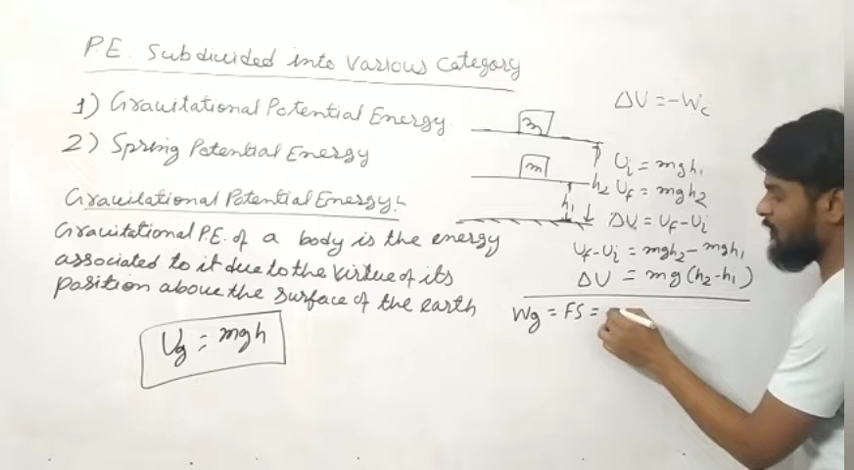 P.E. Subdivided into Various Category
1) Gravitational Potential Energy.
2) Spring Potential Energy
Gravitational Potential Energy:-
Gravitational P.E. of a body is the energy
associated to it due to the virtue of its
position above the surface of the earth
Ug = mgh
m
m
h₁
h₂
ΔU = -Wc
Ui = mgh₁
Uf = mgh₂
ΔU = Uf - Ui
Uf - Ui = mgh₂ - mgh₁
ΔU = mg(h₂-h₁)
Wg = FS =